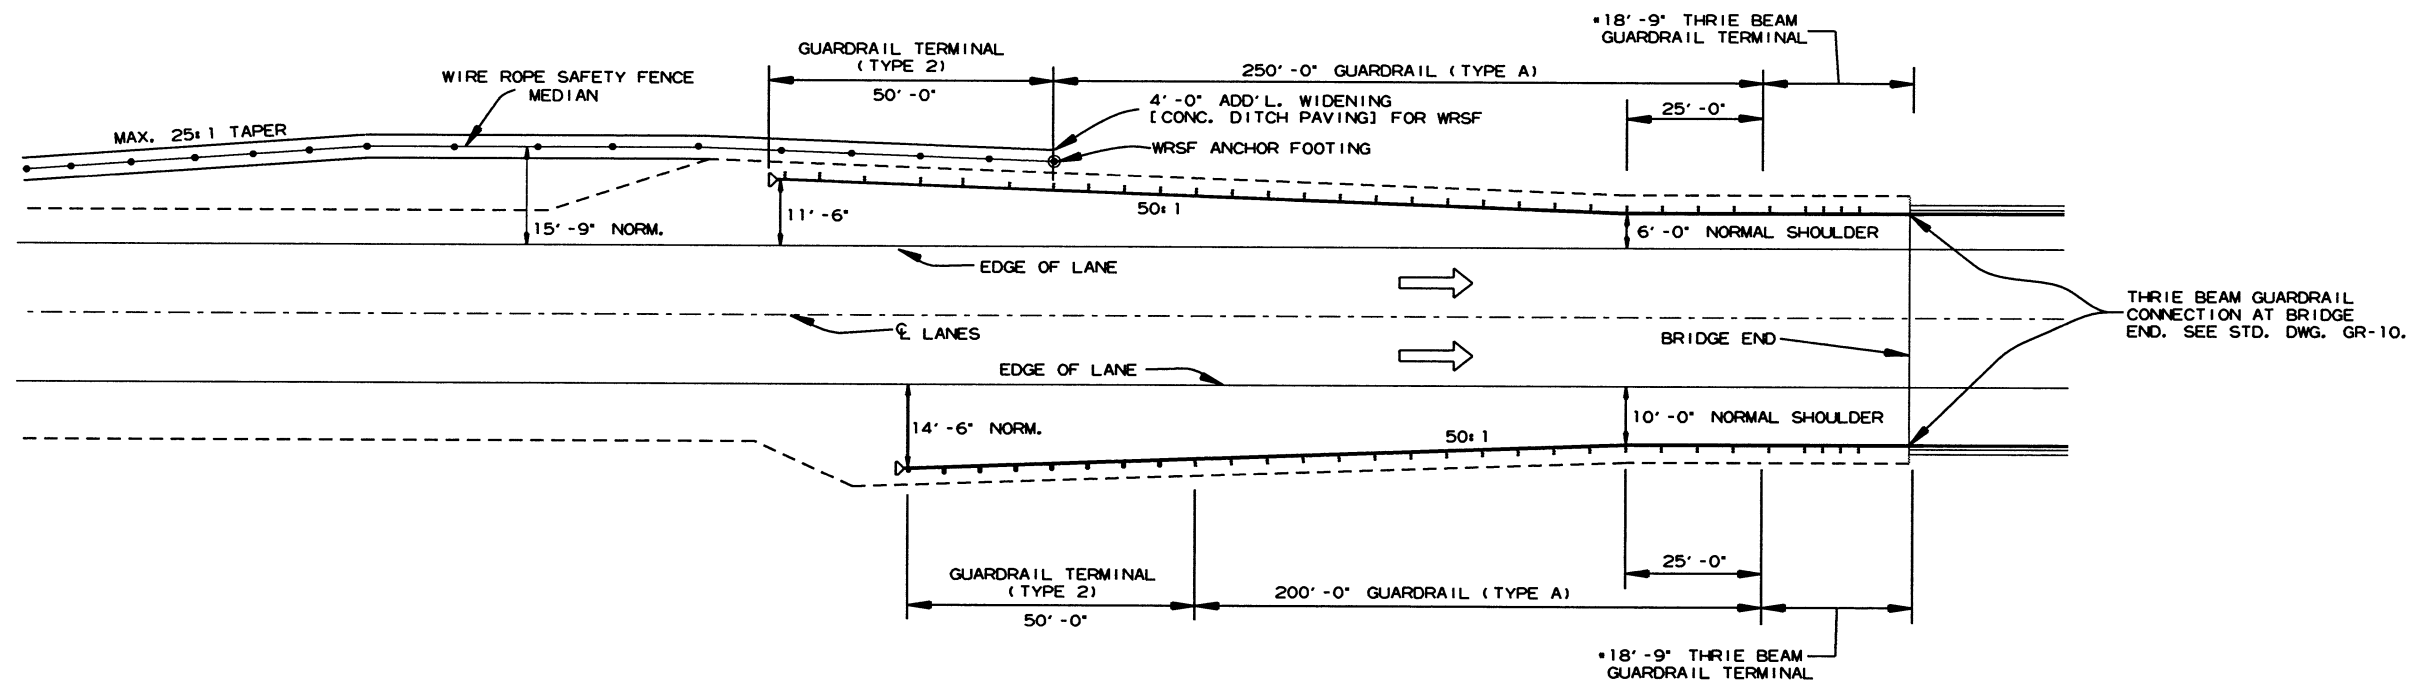 *18'-9" THRIE BEAM
GUARDRAIL TERMINAL
GUARDRAIL TERMINAL
(TYPE 2)
50'-0"
250'-0" GUARDRAIL (TYPE A)
WIRE ROPE SAFETY FENCE
MEDIAN
4'-0" ADD'L. WIDENING
[CONC. DITCH PAVING] FOR WRSF
25'-0"
MAX. 25:1 TAPER
WRSF ANCHOR FOOTING
11'-6"
50:1
15'-9" NORM.
6'-0" NORMAL SHOULDER
EDGE OF LANE
THRIE BEAM GUARDRAIL
CONNECTION AT BRIDGE
END. SEE STD. DWG. GR-10.
℄ LANES
BRIDGE END
EDGE OF LANE
10'-0" NORMAL SHOULDER
14'-6" NORM.
50:1
25'-0"
GUARDRAIL TERMINAL
(TYPE 2)
50'-0"
200'-0" GUARDRAIL (TYPE A)
*18'-9" THRIE BEAM
GUARDRAIL TERMINAL